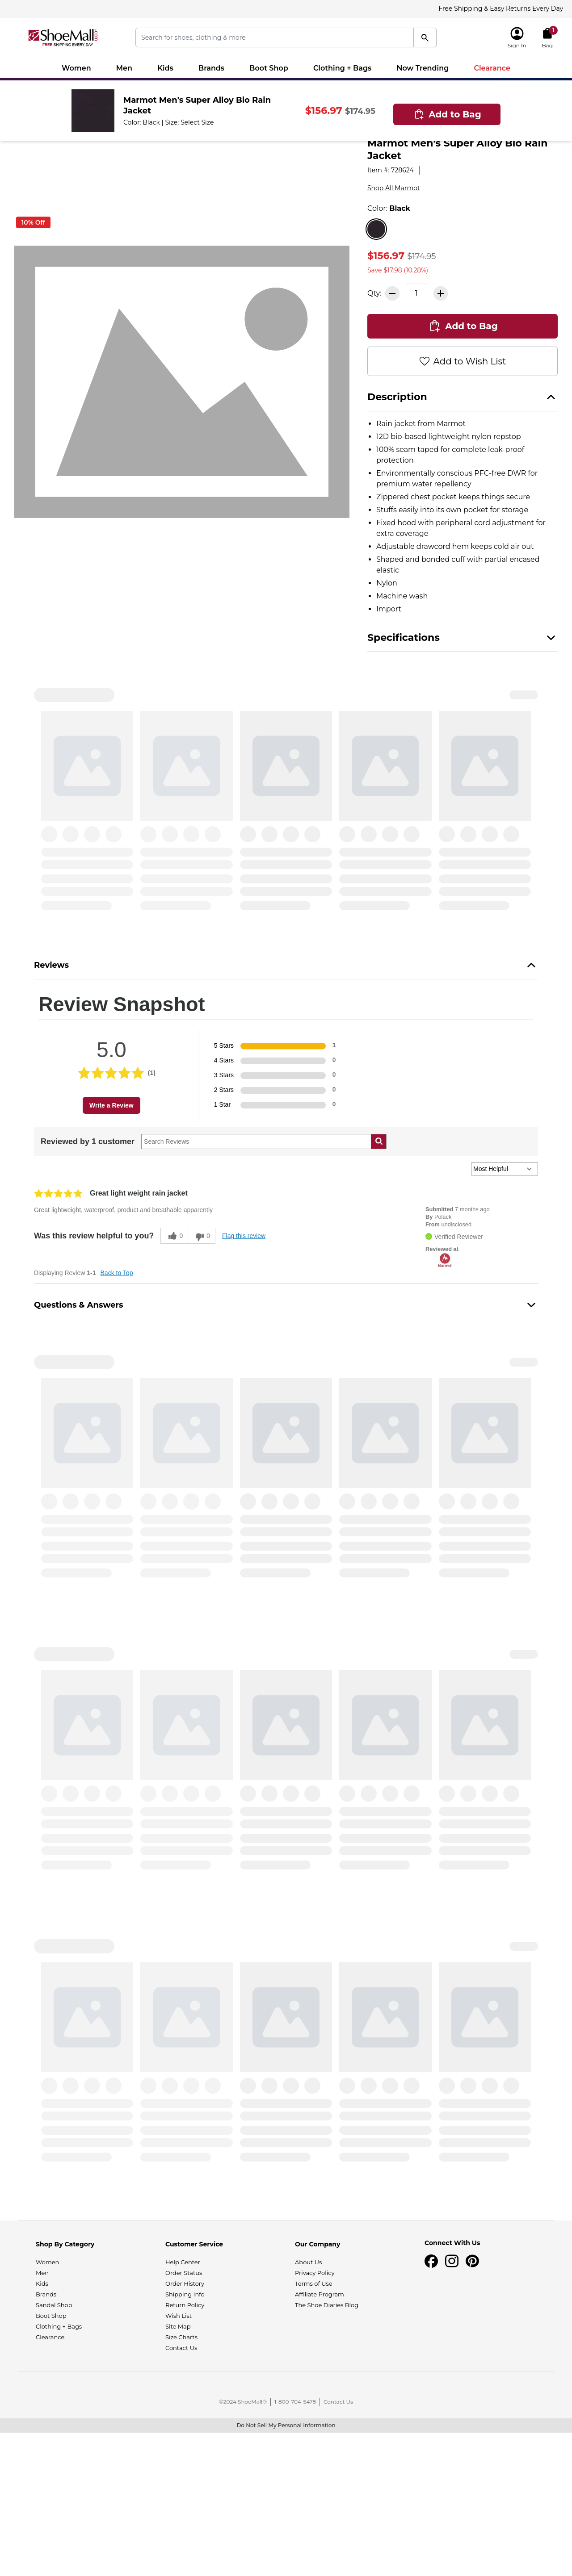 Free Shipping & Easy Returns Every Day
ShoeMall
FREE SHIPPING EVERY DAY
Search for shoes, clothing & more
Sign In
1
Bag
Women Men Kids Brands Boot Shop Clothing + Bags Now Trending Clearance
Marmot Men's Super Alloy Bio Rain
Jacket
Color: Black | Size: Select Size
$156.97 $174.95
Add to Bag
Marmot Men's Super Alloy Bio Rain
Jacket
Item #: 728624
Shop All Marmot
10% Off
Color: Black
$156.97 $174.95
Save $17.98 (10.28%)
Qty: 1
Add to Bag
Add to Wish List
Description
Rain jacket from Marmot
12D bio-based lightweight nylon repstop
100% seam taped for complete leak-proof
protection
Environmentally conscious PFC-free DWR for
premium water repellency
Zippered chest pocket keeps things secure
Stuffs easily into its own pocket for storage
Fixed hood with peripheral cord adjustment for
extra coverage
Adjustable drawcord hem keeps cold air out
Shaped and bonded cuff with partial encased
elastic
Nylon
Machine wash
Import
Specifications
Reviews
Review Snapshot
5.0
(1)
Write a Review
5 Stars 1
4 Stars 0
3 Stars 0
2 Stars 0
1 Star 0
Reviewed by 1 customer
Search Reviews
Most Helpful
Great light weight rain jacket
Great lightweight, waterproof, product and breathable apparently
Submitted 7 months ago
By Polack
From undisclosed
Verified Reviewer
Reviewed at
Marmot
Was this review helpful to you? 0 0 Flag this review
Displaying Review 1-1 Back to Top
Questions & Answers
Shop By Category
Women
Men
Kids
Brands
Sandal Shop
Boot Shop
Clothing + Bags
Clearance
Customer Service
Help Center
Order Status
Order History
Shipping Info
Return Policy
Wish List
Site Map
Size Charts
Contact Us
Our Company
About Us
Privacy Policy
Terms of Use
Affiliate Program
The Shoe Diaries Blog
Connect With Us
©2024 ShoeMall® | 1-800-704-5478 | Contact Us
Do Not Sell My Personal Information